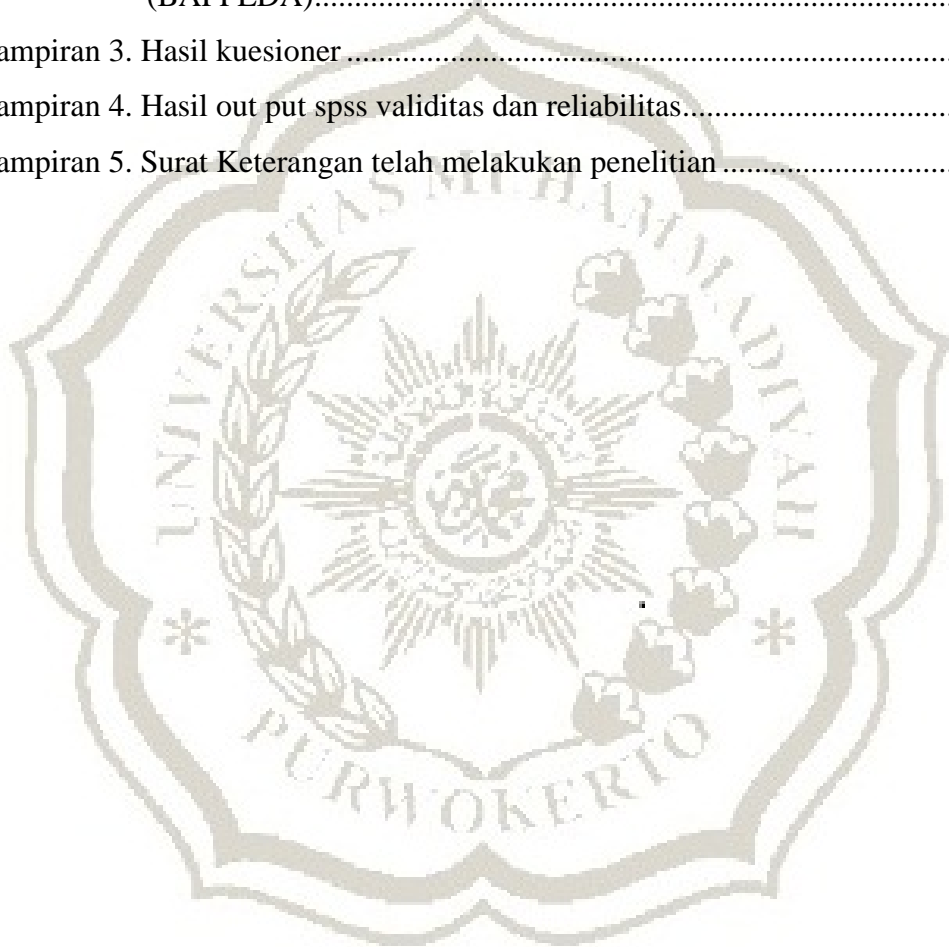 (BAPPEDA)
ampiran 3. Hasil kuesioner
ampiran 4. Hasil out put spss validitas dan reliabilitas
ampiran 5. Surat Keterangan telah melakukan penelitian
UNIVERSITAS MUHAMMADIYAH
PURWOKERTO